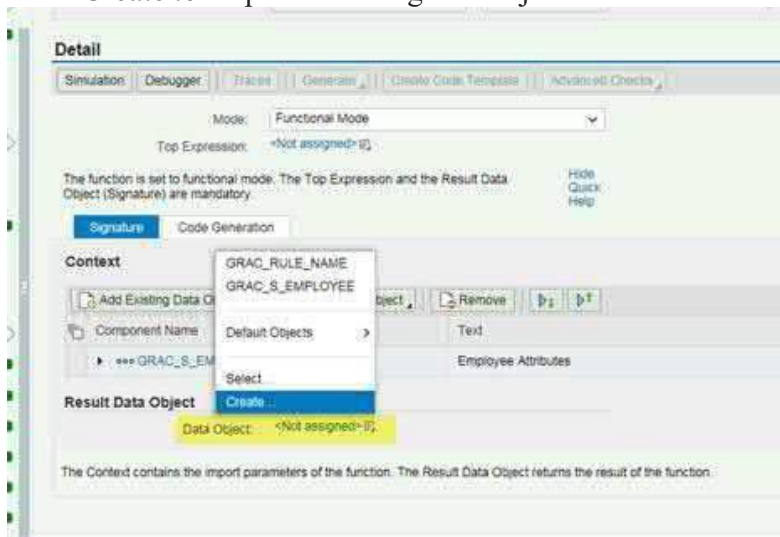 Detail
Simulation Debugger Traces Generate Create Code Template Advanced Checks
Mode: Functional Mode
Top Expression: <Not assigned>
The function is set to functional mode. The Top Expression and the Result Data
Object (Signature) are mandatory.
Hide
Quick
Help
Signature Code Generation
Context
GRAC_RULE_NAME
GRAC_S_EMPLOYEE
Default Objects
Select...
Create...
Add Existing Data O
bject Remove
Component Name Text
GRAC_S_EM Employee Attributes
Result Data Object
Data Object: <Not assigned>
The Context contains the import parameters of the function. The Result Data Object returns the result of the function.